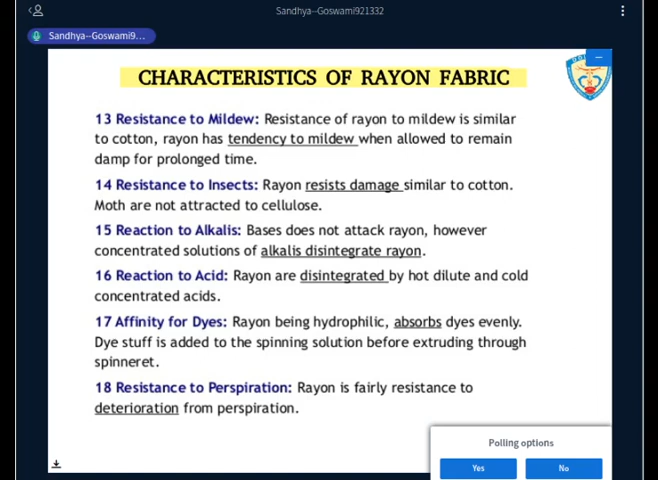 Sandhya--Goswami921332
Sandhya--Goswami9...
CHARACTERISTICS OF RAYON FABRIC
13 Resistance to Mildew: Resistance of rayon to mildew is similar
to cotton, rayon has tendency to mildew when allowed to remain
damp for prolonged time.
14 Resistance to Insects: Rayon resists damage similar to cotton.
Moth are not attracted to cellulose.
15 Reaction to Alkalis: Bases does not attack rayon, however
concentrated solutions of alkalis disintegrate rayon.
16 Reaction to Acid: Rayon are disintegrated by hot dilute and cold
concentrated acids.
17 Affinity for Dyes: Rayon being hydrophilic, absorbs dyes evenly.
Dye stuff is added to the spinning solution before extruding through
spinneret.
18 Resistance to Perspiration: Rayon is fairly resistance to
deterioration from perspiration.
Polling options
Yes No